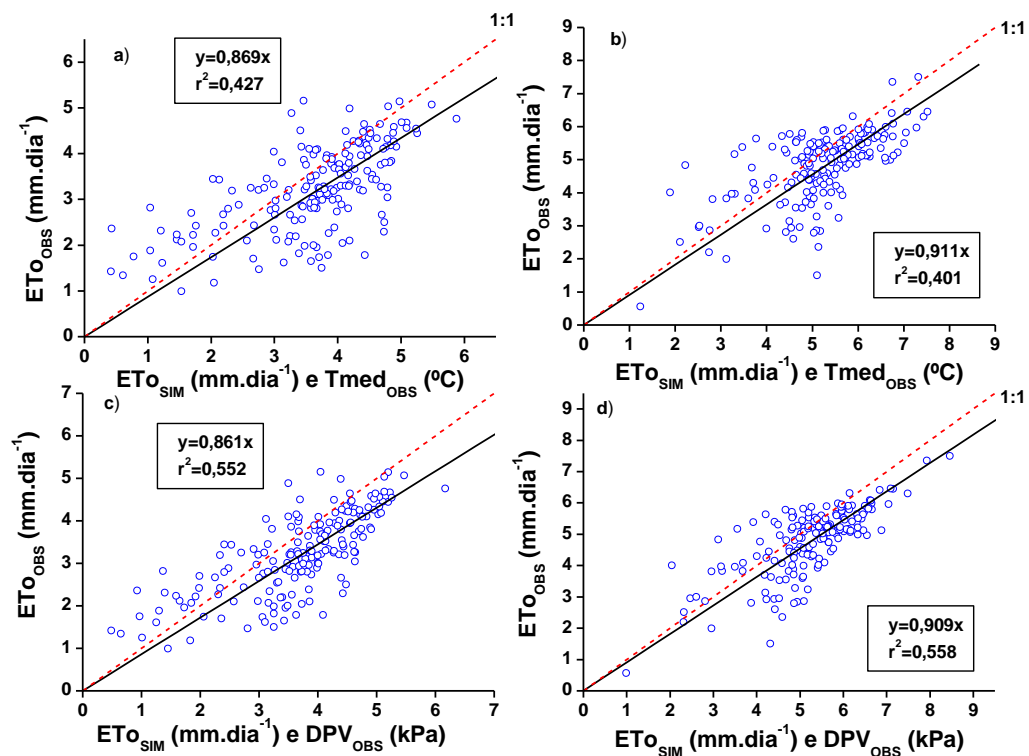 1:1
a)
y=0,869x
r²=0,427
6
5
4
3
2
1
0
ETo_OBS (mm.dia⁻¹)
0 1 2 3 4 5 6
ETo_SIM (mm.dia⁻¹) e Tmed_OBS (ºC)
b)
1:1
9
8
7
6
5
4
3
2
1
0
ETo_OBS (mm.dia⁻¹)
y=0,911x
r²=0,401
0 1 2 3 4 5 6 7 8 9
ETo_SIM (mm.dia⁻¹) e Tmed_OBS (ºC)
c)
y=0,861x
r²=0,552
7
6
5
4
3
2
1
0
ETo_OBS (mm.dia⁻¹)
0 1 2 3 4 5 6 7
ETo_SIM (mm.dia⁻¹) e DPV_OBS (kPa)
d)
1:1
9
8
7
6
5
4
3
2
1
0
ETo_OBS (mm.dia⁻¹)
y=0,909x
r²=0,558
0 1 2 3 4 5 6 7 8 9
ETo_SIM (mm.dia⁻¹) e DPV_OBS (kPa)